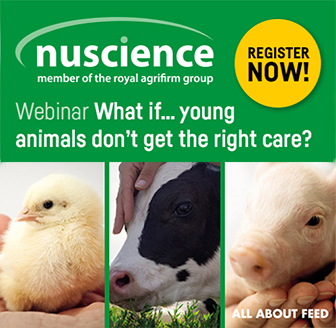 nuscience
member of the royal agrifirm group
REGISTER
NOW!
Webinar What if... young
animals don't get the right care?
ALL ABOUT FEED